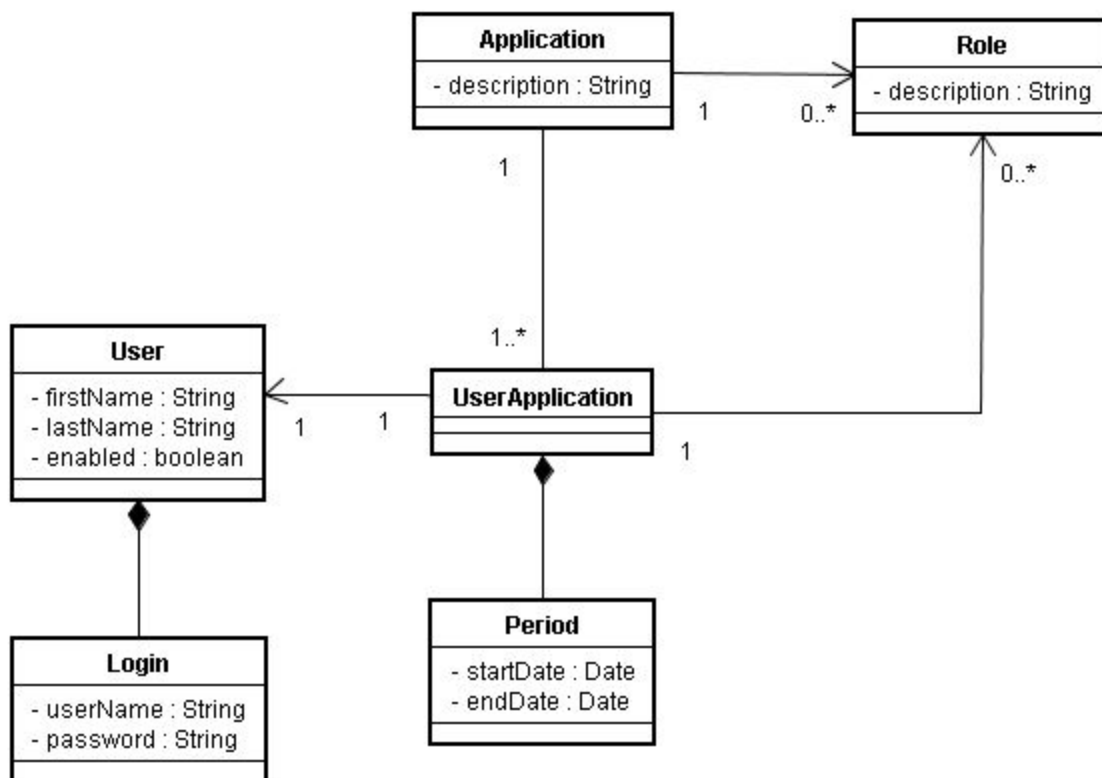 Application
- description : String
Role
- description : String
1
0..*
1
0..*
1..*
User
- firstName : String
- lastName : String
- enabled : boolean
1
1
UserApplication
1
Period
- startDate : Date
- endDate : Date
Login
- userName : String
- password : String